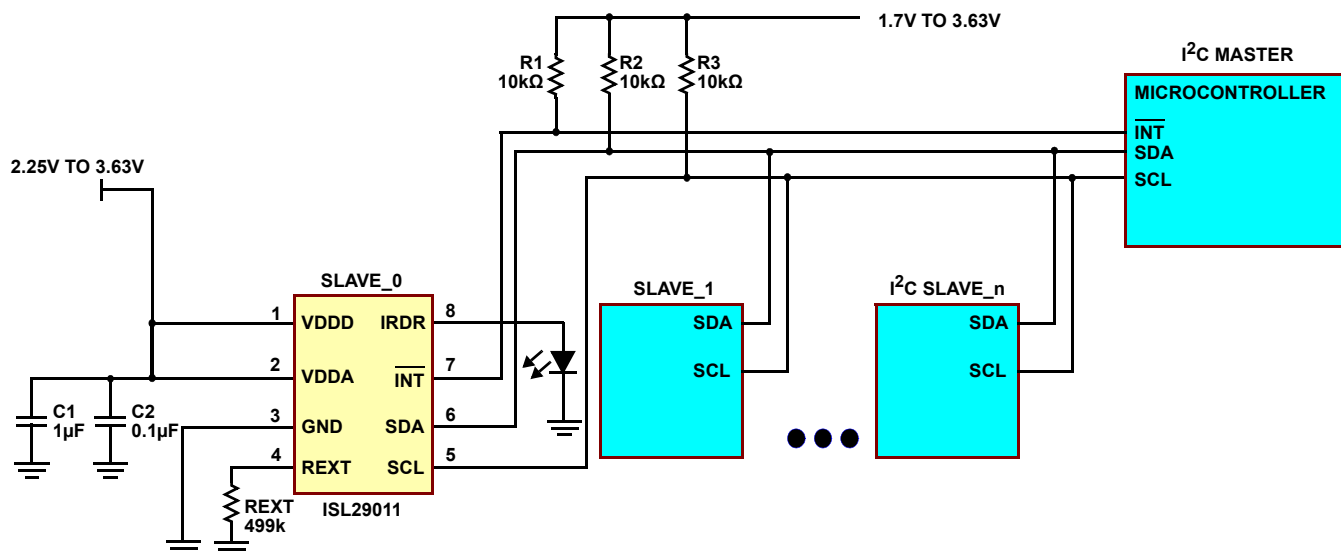 1.7V TO 3.63V
R1
10kΩ
R2
10kΩ
R3
10kΩ
I²C MASTER
MICROCONTROLLER
INT
SDA
SCL
2.25V TO 3.63V
SLAVE_0
1
VDDD
IRDR
8
2
VDDA
INT
7
3
GND
SDA
6
4
REXT
SCL
5
ISL29011
C1
1µF
C2
0.1µF
REXT
499k
SLAVE_1
SDA
SCL
I²C SLAVE_n
SDA
SCL